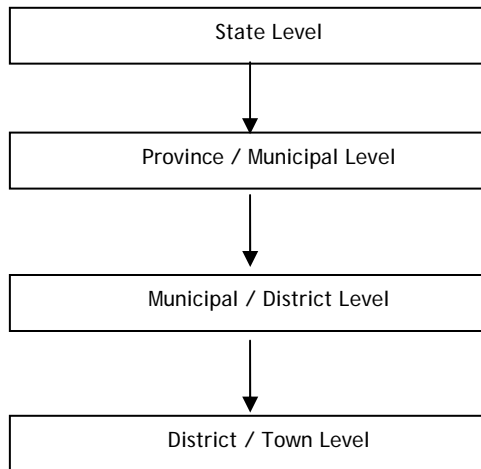 State Level
Province / Municipal Level
Municipal / District Level
District / Town Level